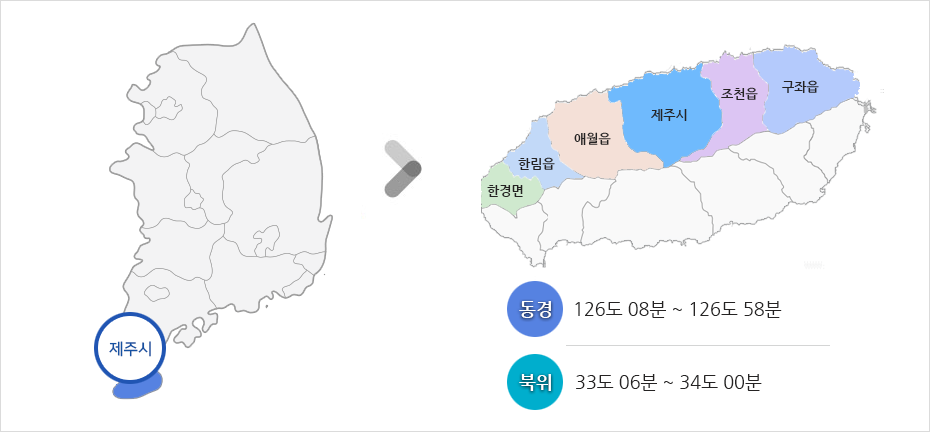 제주시
한경면
한림읍
애월읍
제주시
조천읍
구좌읍
동경 126도 08분 ~ 126도 58분
북위 33도 06분 ~ 34도 00분